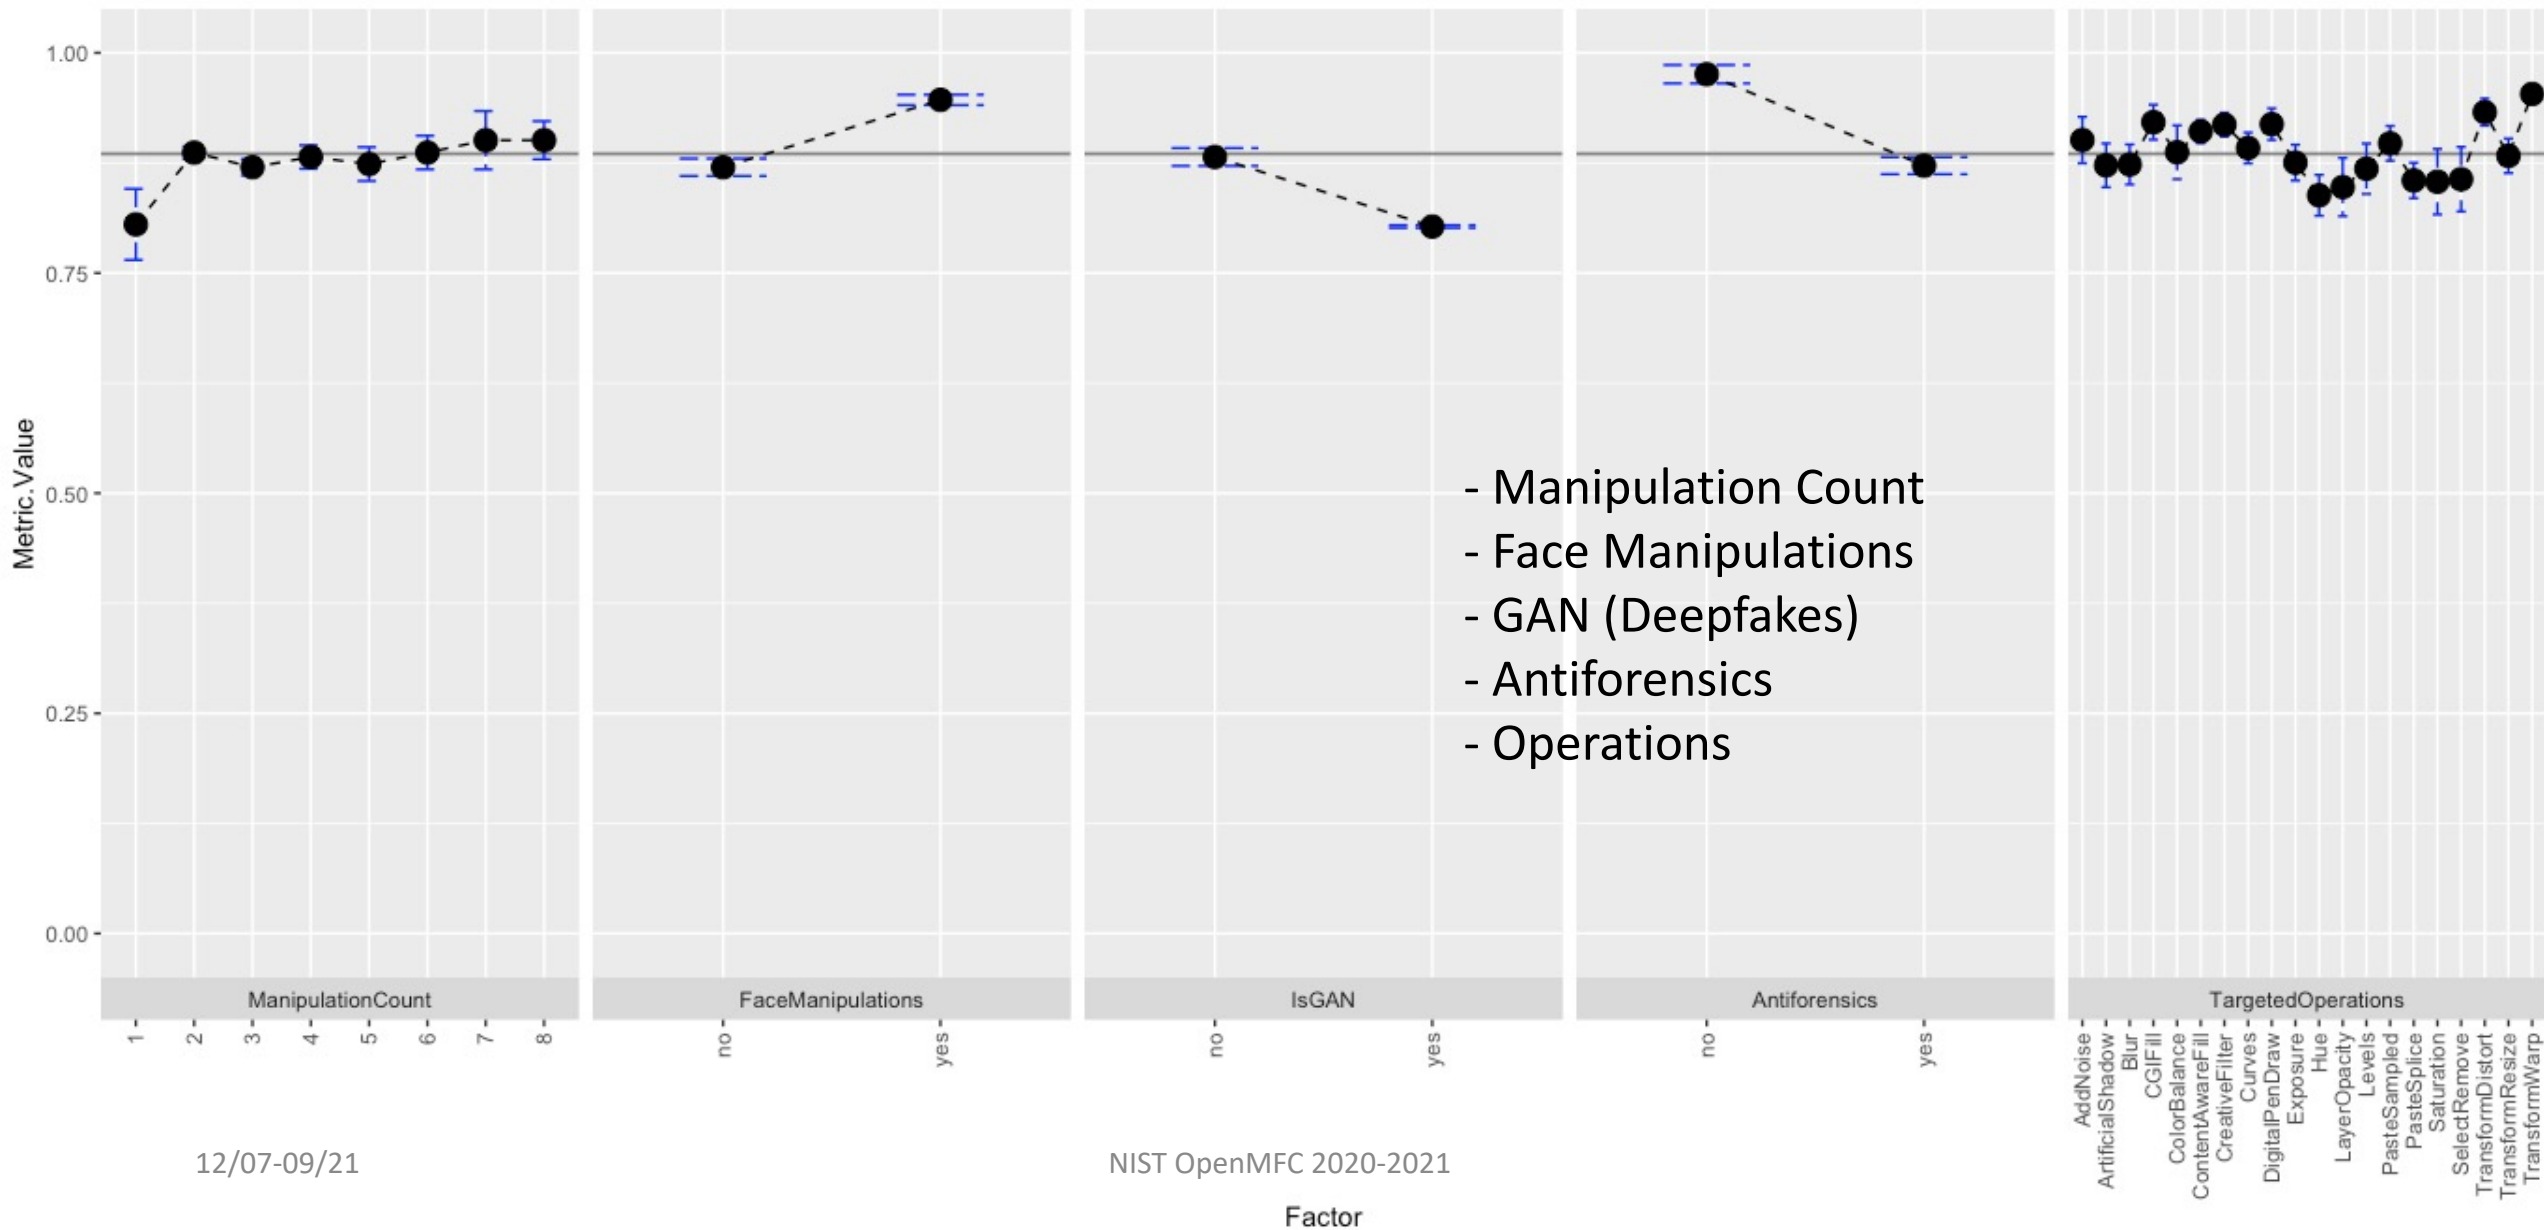 Metric.Value
1.00
0.75
0.50
0.25
0.00
- Manipulation Count
- Face Manipulations
- GAN (Deepfakes)
- Antiforensics
- Operations
ManipulationCount
FaceManipulations
IsGAN
Antiforensics
TargetedOperations
1
2
3
4
5
6
7
8
no
yes
no
yes
no
yes
AddNoise
ArtificialShadow
Blur
CGIFill
ColorBalance
ContentAwareFill
CreativeFilter
Curves
DigitalPenDraw
Exposure
Hue
LayerOpacity
Levels
PasteSampled
PasteSplice
Saturation
SelectRemove
TransformDistort
TransformResize
TransformWarp
12/07-09/21
NIST OpenMFC 2020-2021
Factor